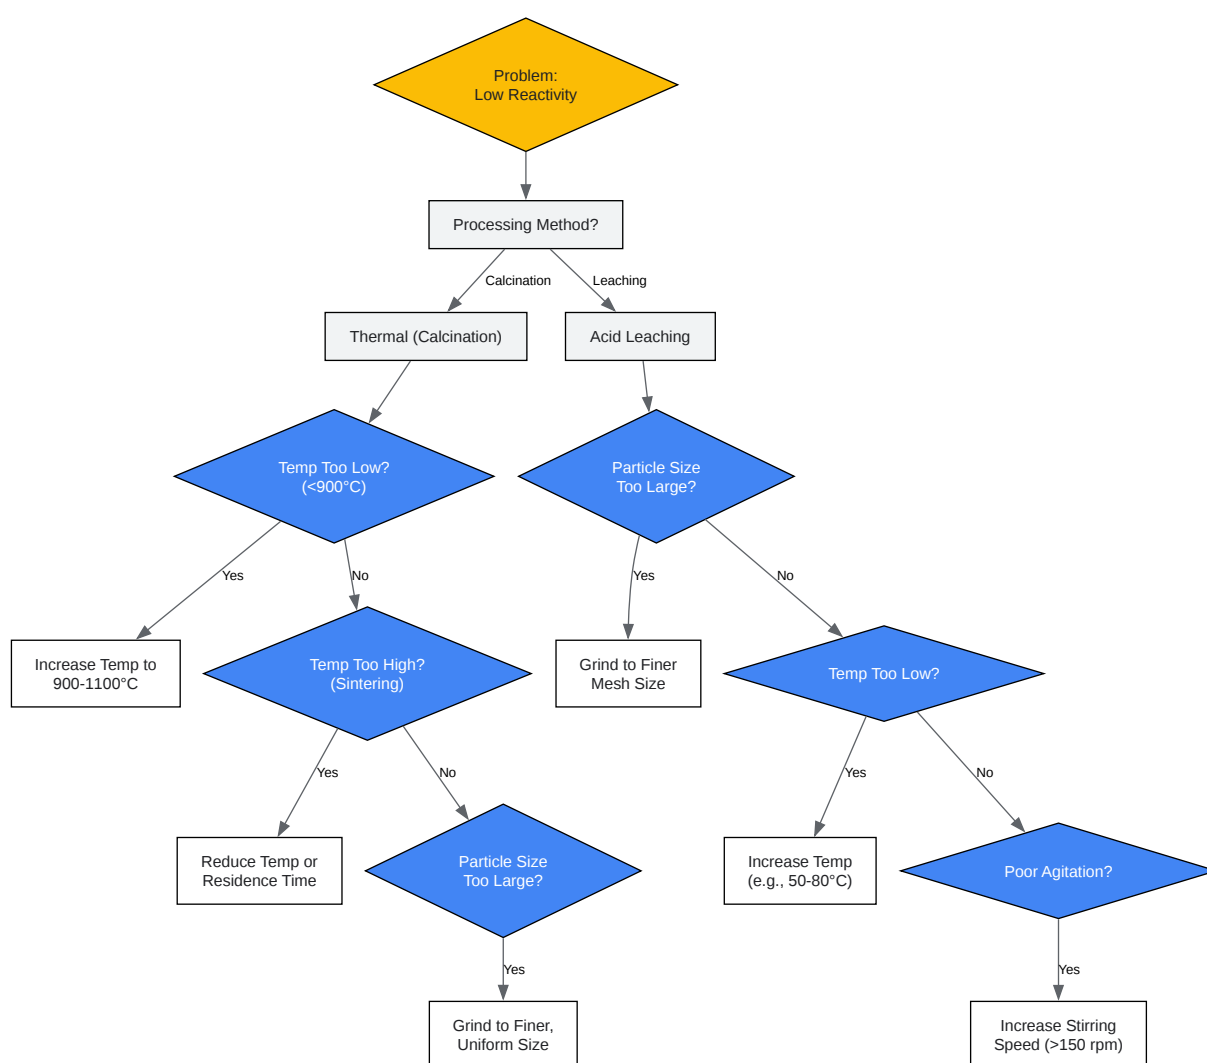 Problem:
Low Reactivity
Processing Method?
Calcination
Leaching
Thermal (Calcination)
Acid Leaching
Temp Too Low?
(<900°C)
Particle Size
Too Large?
Yes
No
Yes
No
Increase Temp to
900-1100°C
Temp Too High?
(Sintering)
Grind to Finer
Mesh Size
Temp Too Low?
Yes
No
Yes
No
Reduce Temp or
Residence Time
Particle Size
Too Large?
Increase Temp
(e.g., 50-80°C)
Poor Agitation?
Yes
Yes
Grind to Finer,
Uniform Size
Increase Stirring
Speed (>150 rpm)